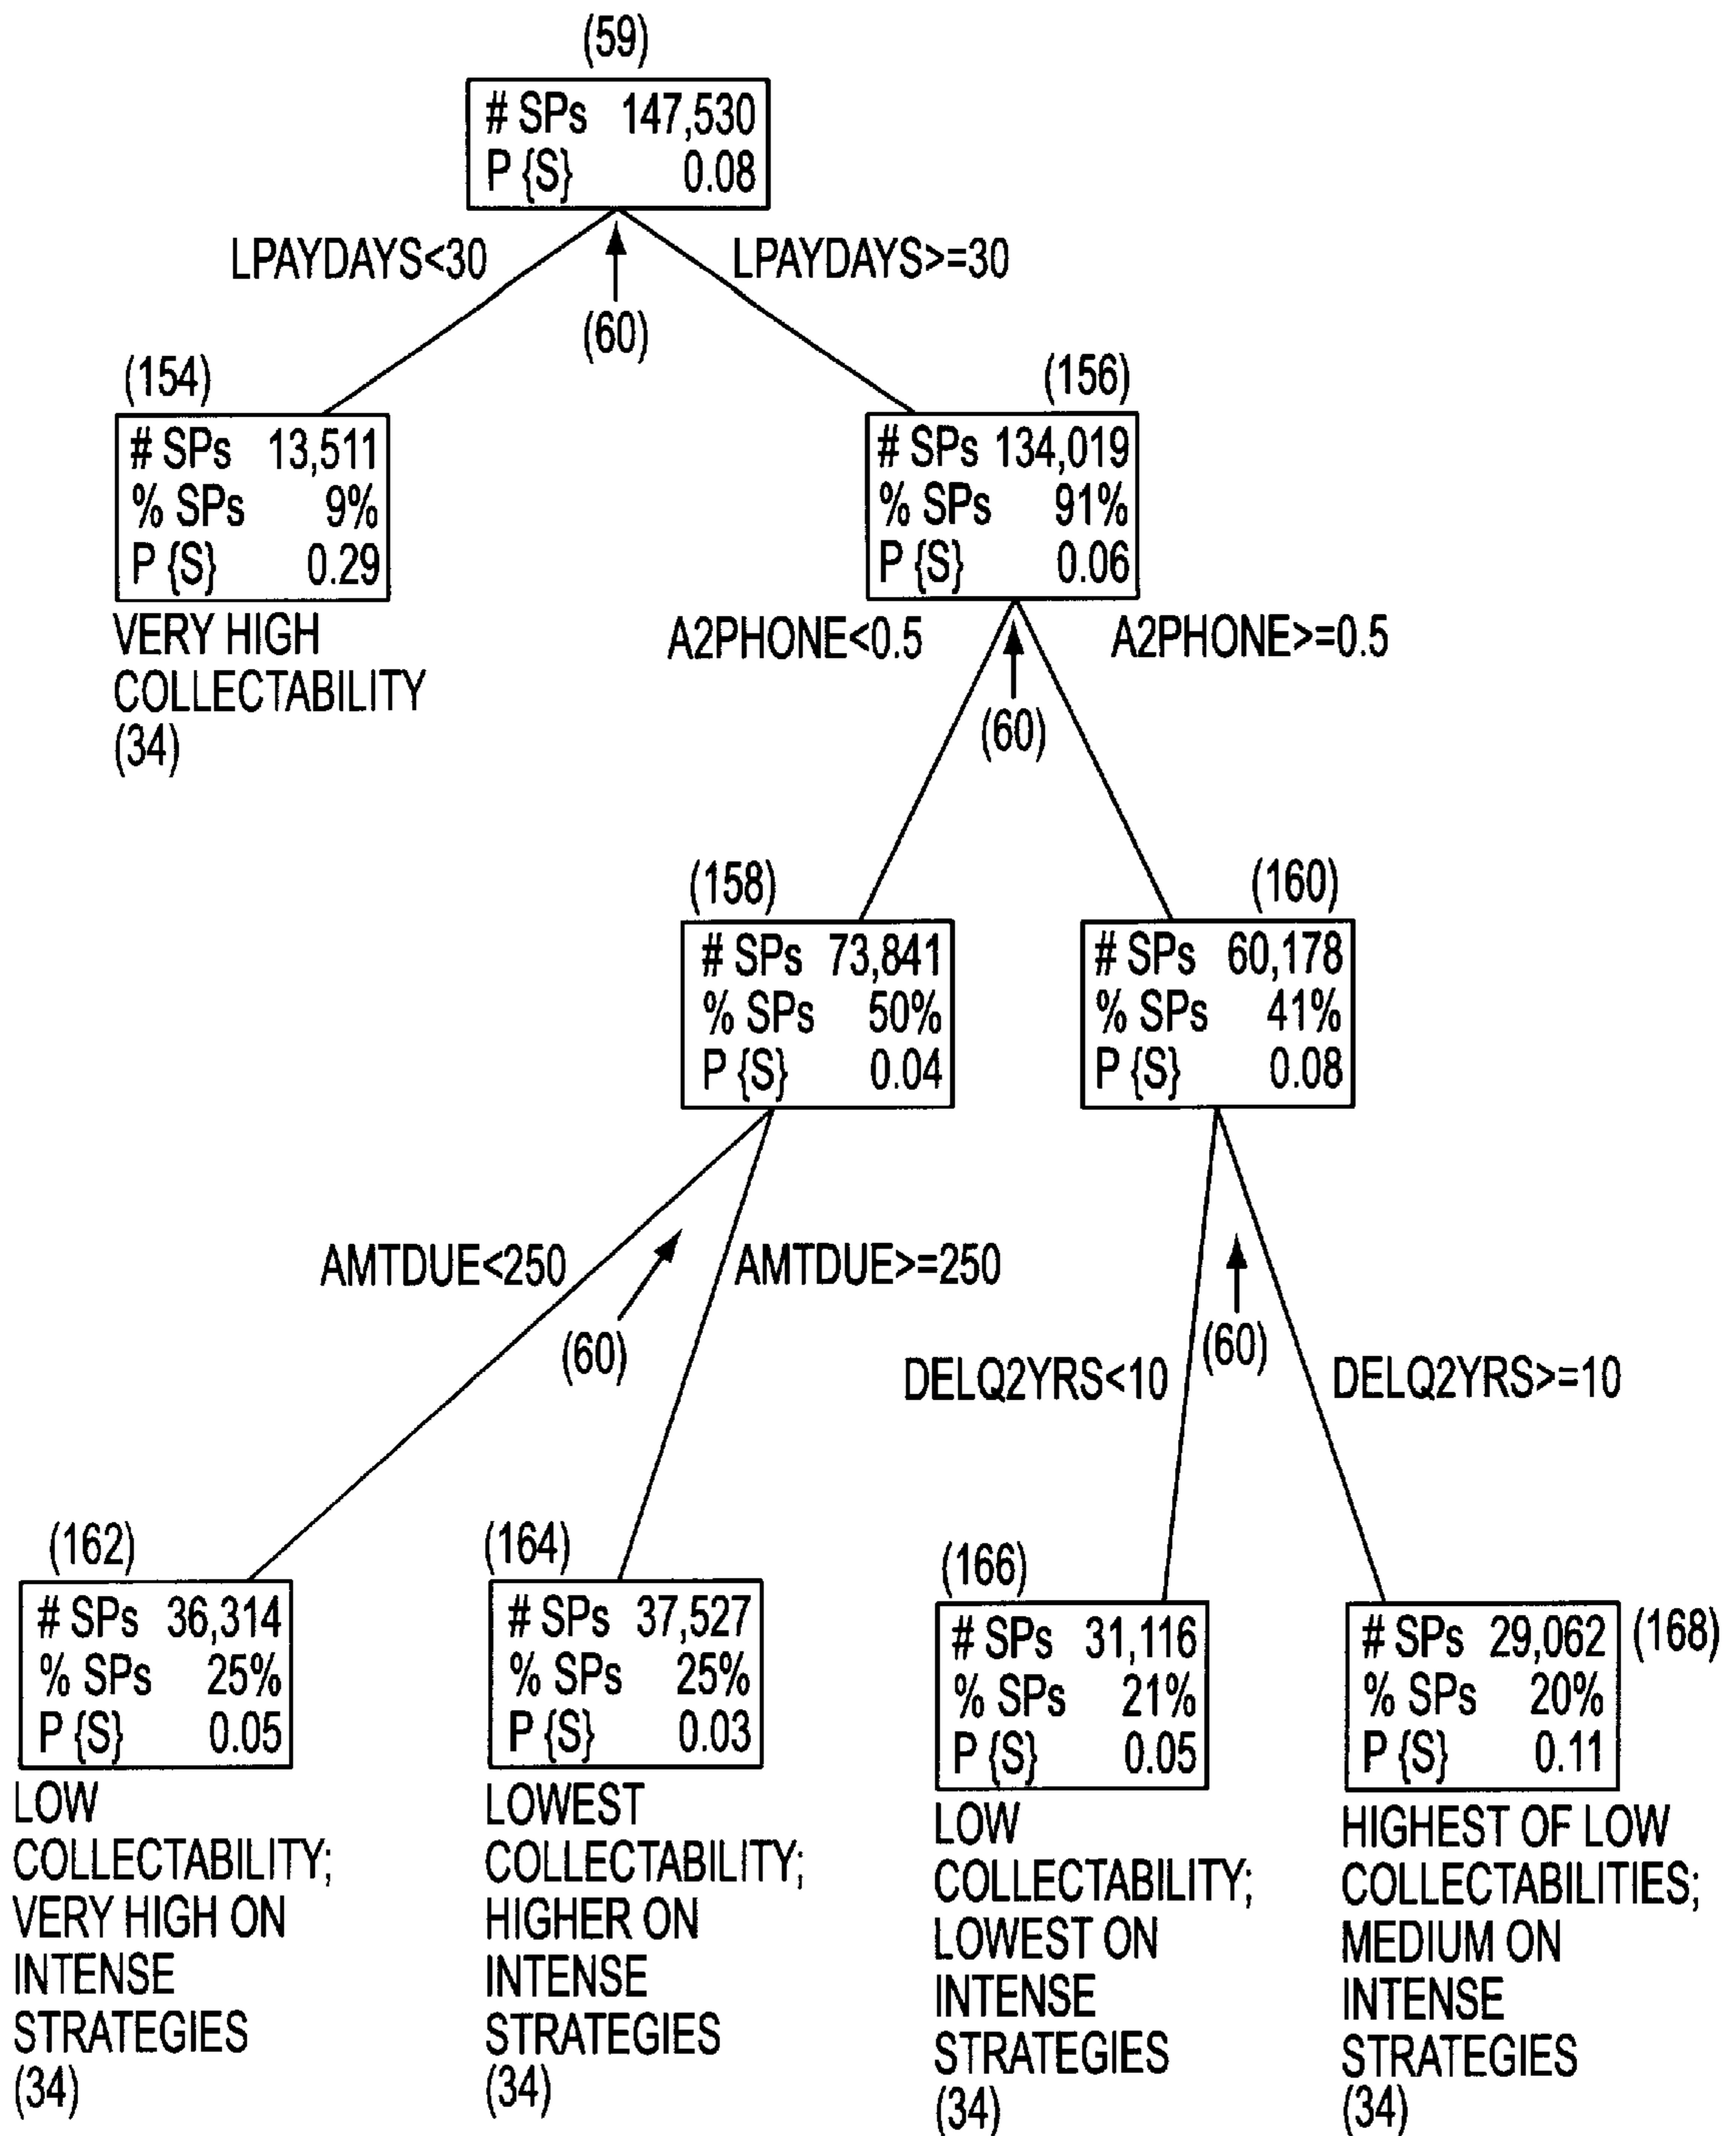 (59)
# SPs 147,530
P {S} 0.08
LPAYDAYS<30
LPAYDAYS>=30
(60)
(154)
# SPs 13,511
% SPs 9%
P {S} 0.29
VERY HIGH
COLLECTABILITY
(34)
(156)
# SPs 134,019
% SPs 91%
P {S} 0.06
A2PHONE<0.5
A2PHONE>=0.5
(60)
(158)
# SPs 73,841
% SPs 50%
P {S} 0.04
(160)
# SPs 60,178
% SPs 41%
P {S} 0.08
AMTDUE<250
AMTDUE>=250
(60)
DELQ2YRS<10
(60)
DELQ2YRS>=10
(162)
# SPs 36,314
% SPs 25%
P {S} 0.05
LOW
COLLECTABILITY;
VERY HIGH ON
INTENSE
STRATEGIES
(34)
(164)
# SPs 37,527
% SPs 25%
P {S} 0.03
LOWEST
COLLECTABILITY;
HIGHER ON
INTENSE
STRATEGIES
(34)
(166)
# SPs 31,116
% SPs 21%
P {S} 0.05
LOW
COLLECTABILITY;
LOWEST ON
INTENSE
STRATEGIES
(34)
(168)
# SPs 29,062
% SPs 20%
P {S} 0.11
HIGHEST OF LOW
COLLECTABILITIES;
MEDIUM ON
INTENSE
STRATEGIES
(34)